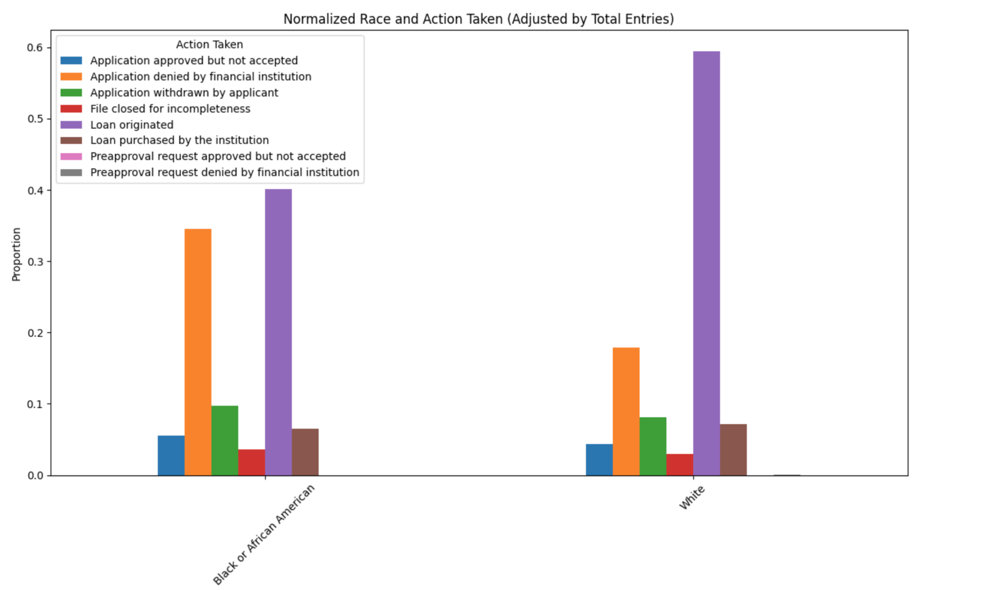 Normalized Race and Action Taken (Adjusted by Total Entries)
Action Taken
Application approved but not accepted
Application denied by financial institution
Application withdrawn by applicant
File closed for incompleteness
Loan originated
Loan purchased by the institution
Preapproval request approved but not accepted
Preapproval request denied by financial institution
Proportion
0.6
0.5
0.4
0.3
0.2
0.1
0.0
Black or African American
White